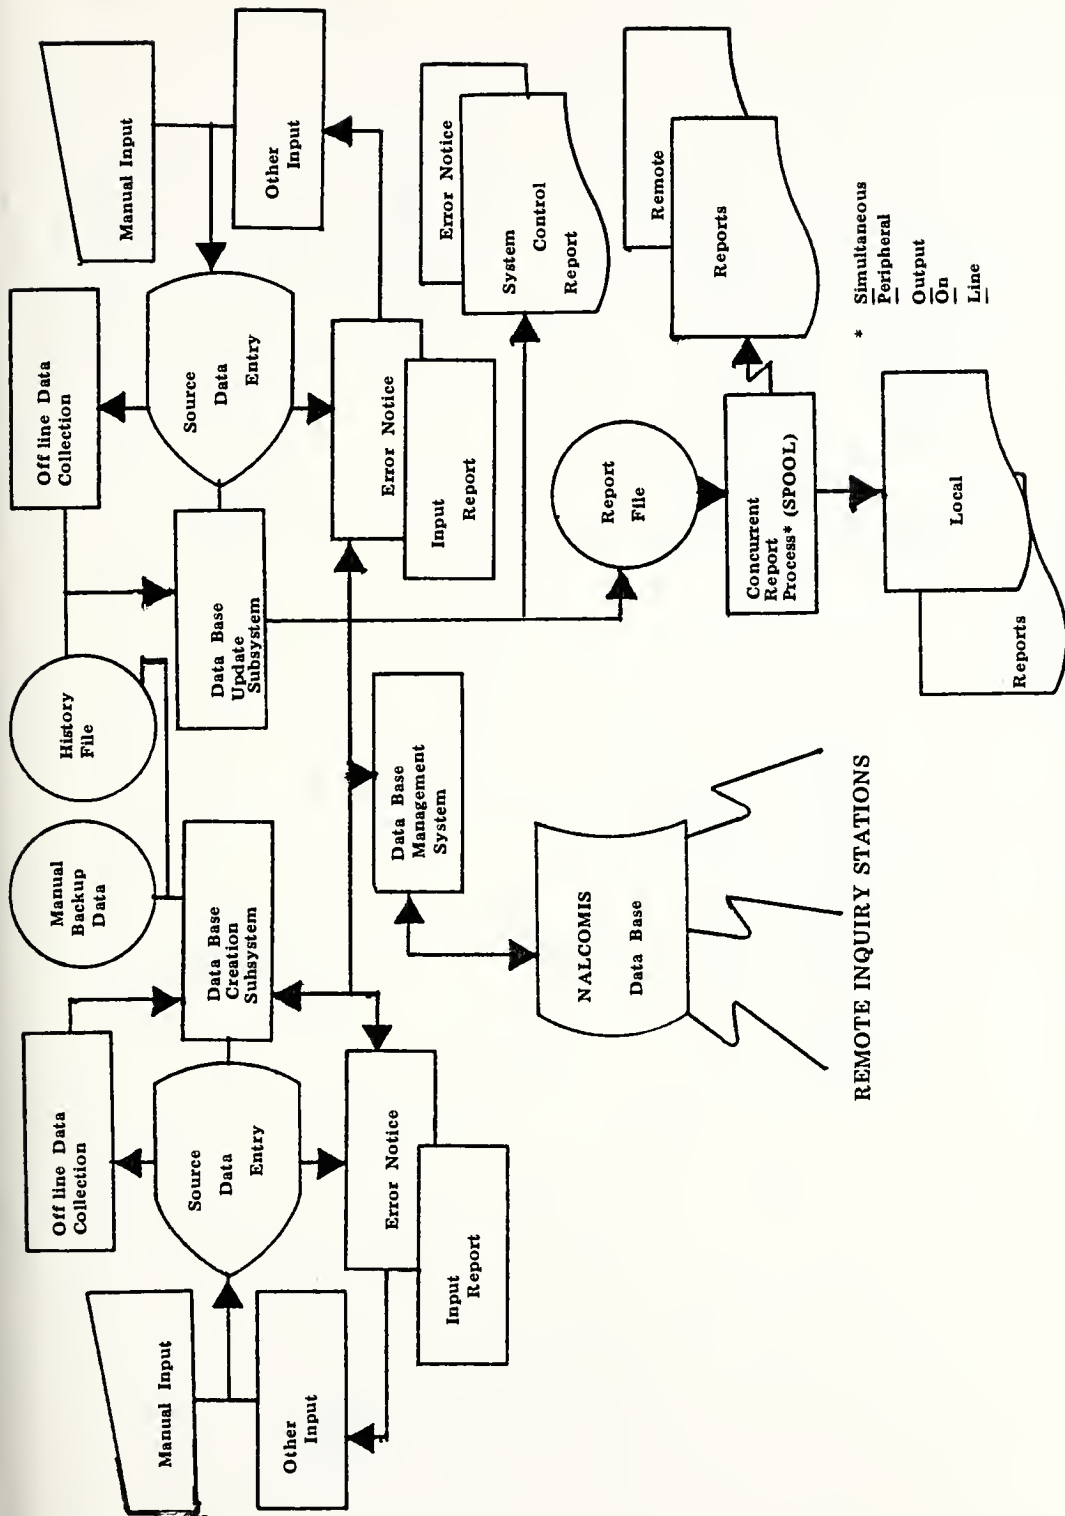 Manual Input
Other
Input
Off line Data
Collection
Source
Data
Entry
Error Notice
Input
Report
Manual
Backup
Data
Data Base
Creation
Suhsystem
History
File
Data Base
Update
Subsystem
Data Base
Management
System
NALCOMIS
Data Base
REMOTE INQUIRY STATIONS
Off line Data
Collection
Source
Data
Entry
Manual Input
Other
Input
Error Notice
Input
Report
Error Notice
System
Control
Report
Report
File
Concurrent
Report
Process* (SPOOL)
Remote
Reports
Local
Reports
* Simultaneous
Peripheral
Output
On
Line